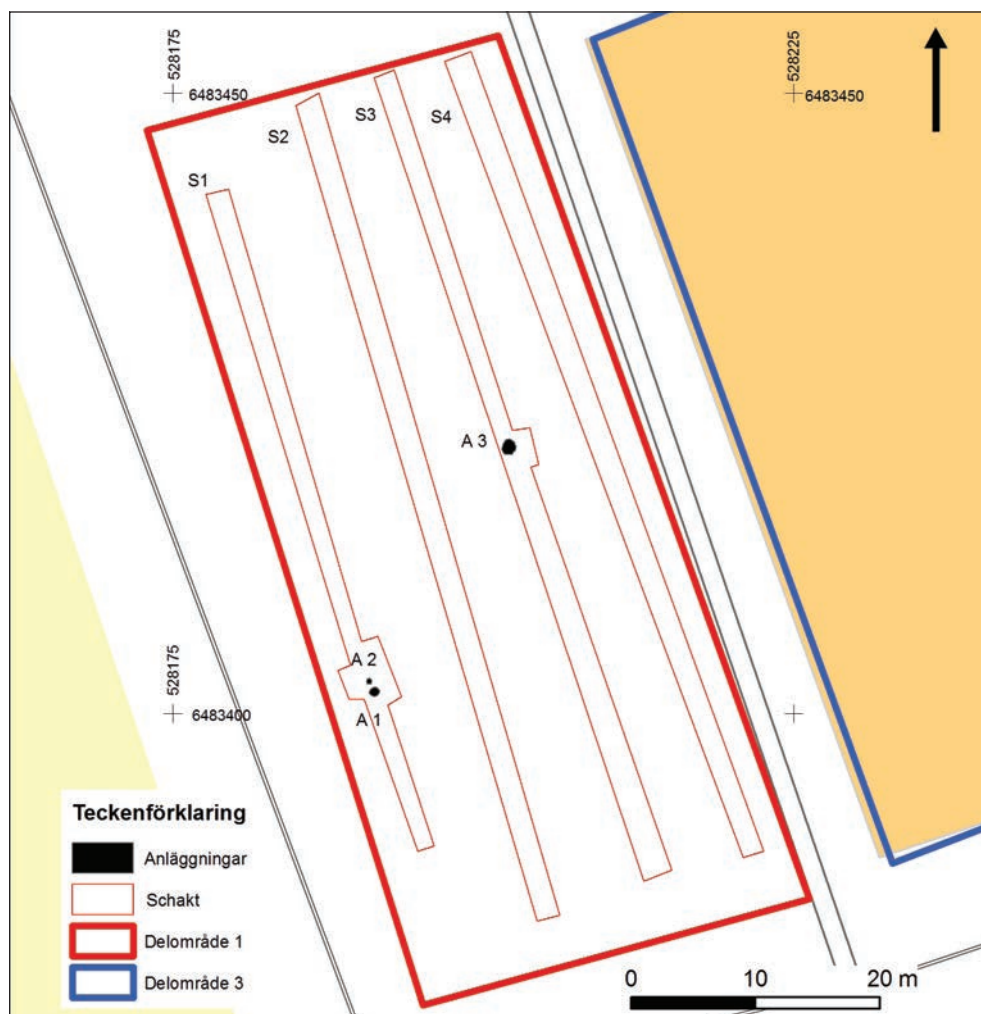 528175
6483450
528225
6483450
S1
S2
S3
S4
A 3
A 2
A 1
528175
6483400
Teckenförklaring
Anläggningar
Schakt
Delområde 1
Delområde 3
0 10 20 m